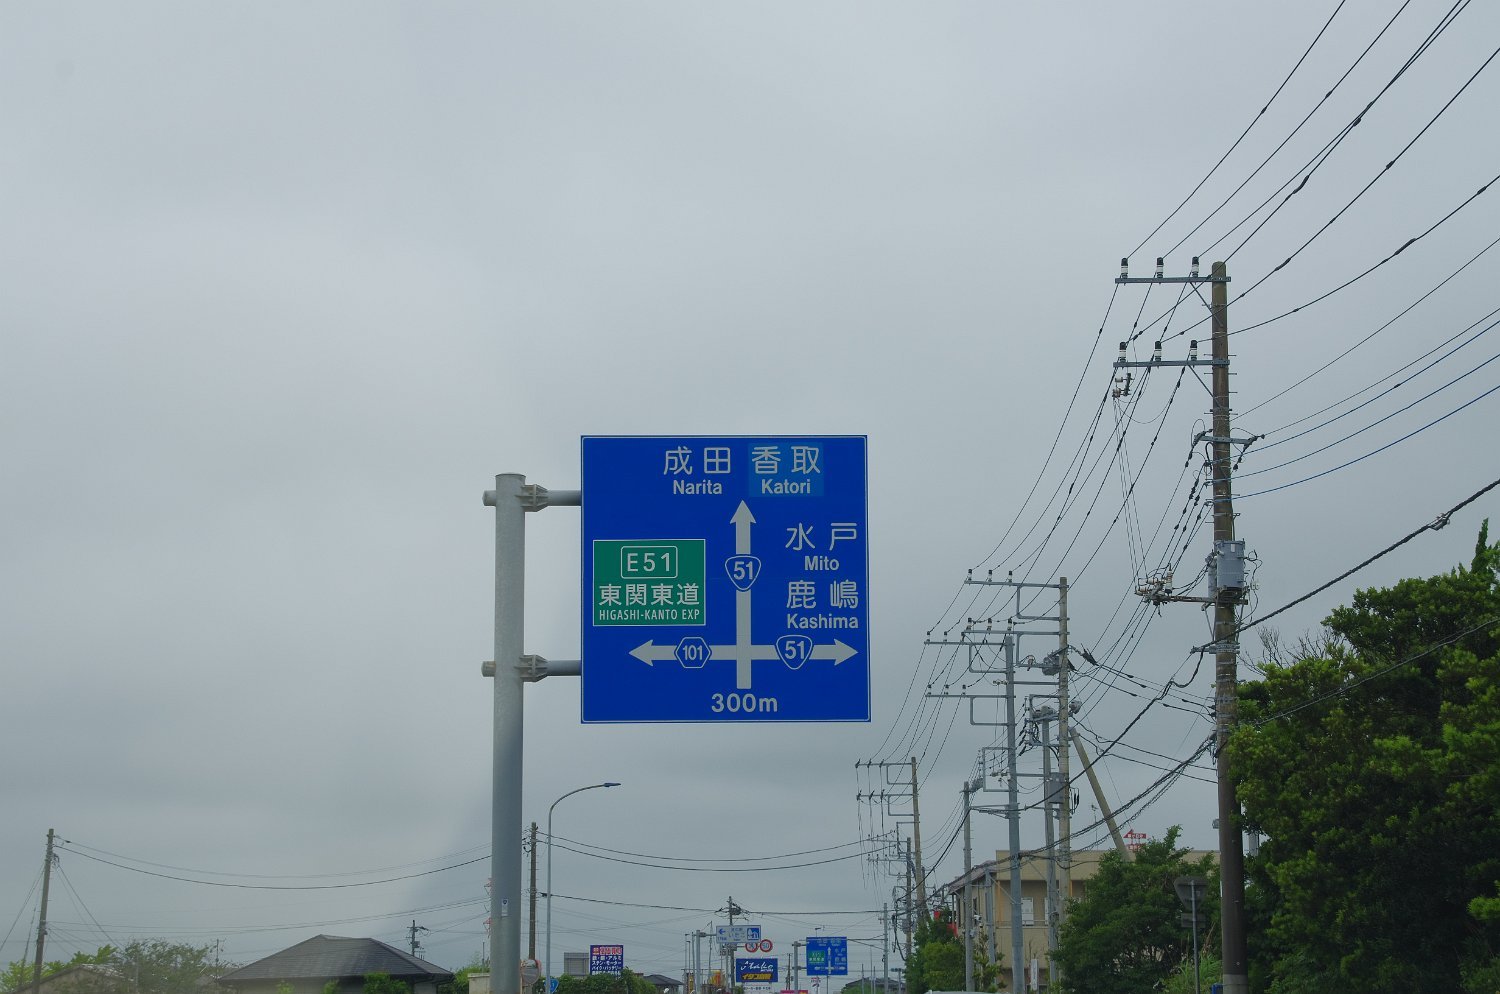 成田 香取
Narita Katori
水戸
Mito
E51
東関東道
HIGASHI-KANTO EXP
51
鹿嶋
Kashima
101
51
300m